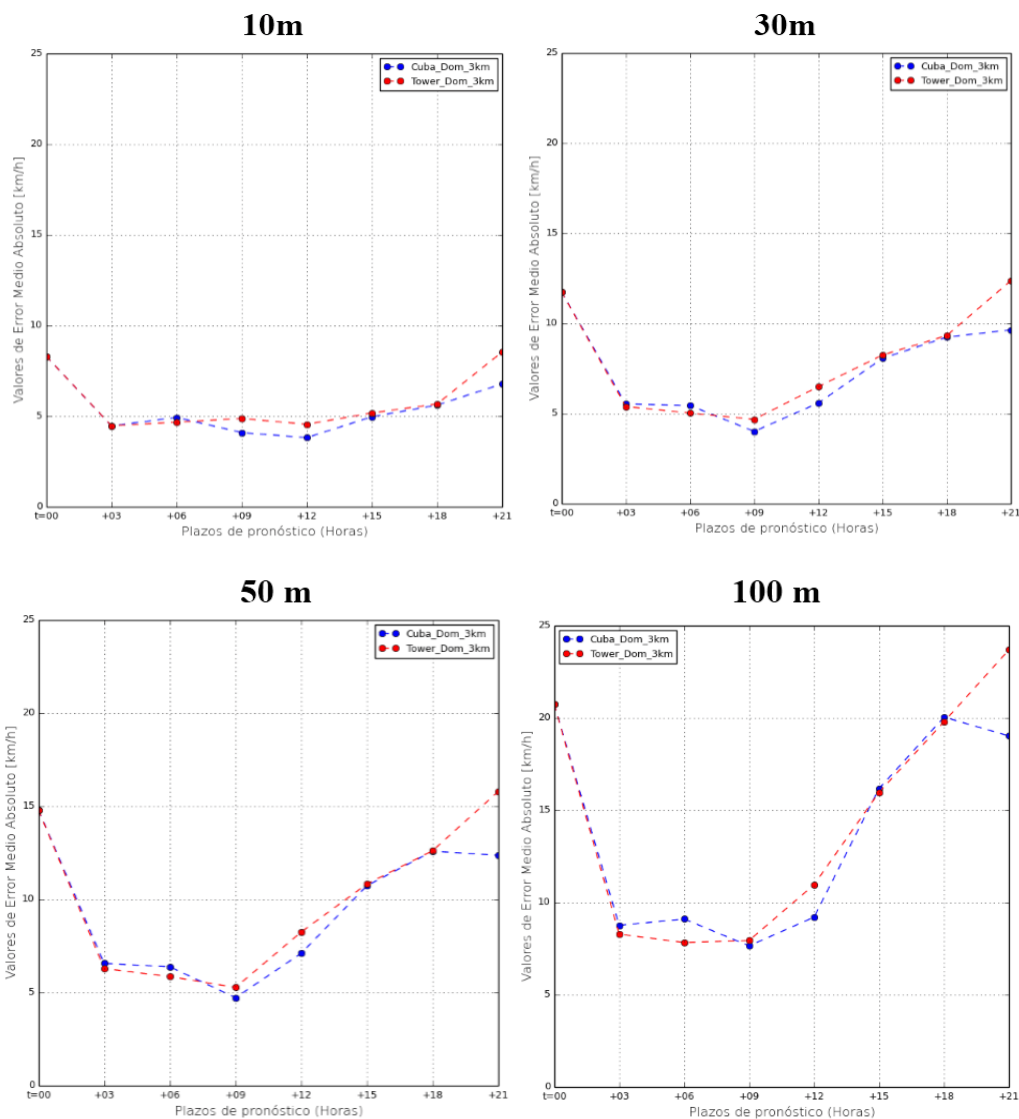 10m
25
20
15
10
5
0
Valores de Error Medio Absoluto [km/h]
Cuba_Dom_3km
Tower_Dom_3km
t=00 +03 +06 +09 +12 +15 +18 +21
Plazos de pronóstico (Horas)
30m
25
20
15
10
5
0
Valores de Error Medio Absoluto [km/h]
Cuba_Dom_3km
Tower_Dom_3km
t=00 +03 +06 +09 +12 +15 +18 +21
Plazos de pronóstico (Horas)
50 m
25
20
15
10
5
0
Valores de Error Medio Absoluto [km/h]
Cuba_Dom_3km
Tower_Dom_3km
t=00 +03 +06 +09 +12 +15 +18 +21
Plazos de pronóstico (Horas)
100 m
25
20
15
10
5
0
Valores de Error Medio Absoluto [km/h]
Cuba_Dom_3km
Tower_Dom_3km
t=00 +03 +06 +09 +12 +15 +18 +21
Plazos de pronóstico (Horas)